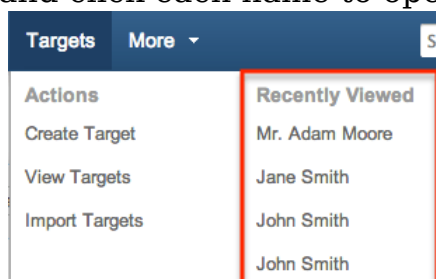 and click each name to ope
Targets More
S
Actions
Create Target
View Targets
Import Targets
Recently Viewed
Mr. Adam Moore
Jane Smith
John Smith
John Smith